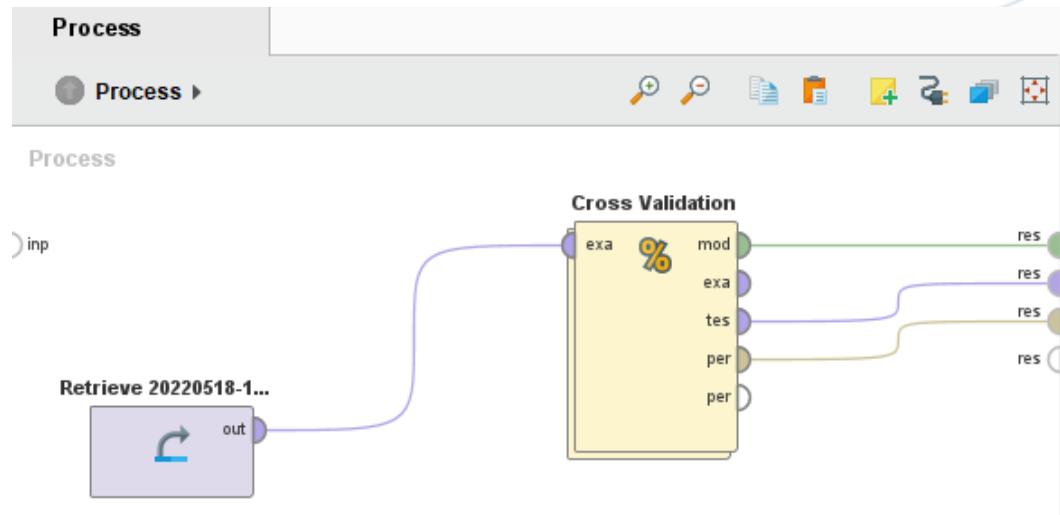 Process
Process
Process
Cross Validation
inp
exa
%
mod
res
exa
res
tes
res
per
res
per
Retrieve 20220518-1...
out